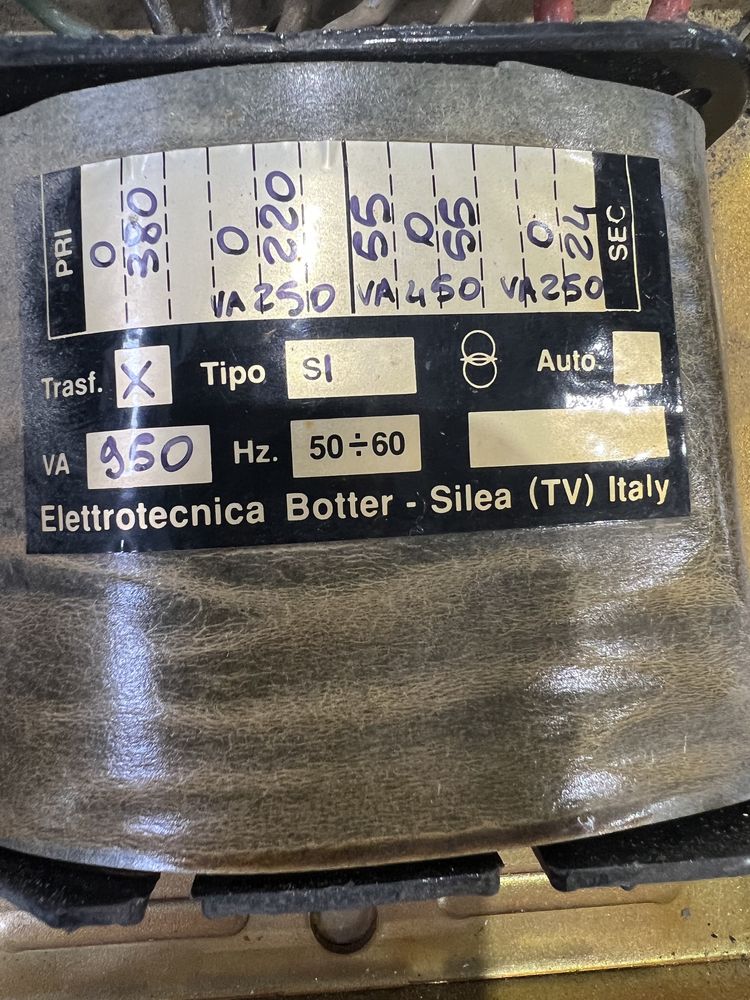 PRI 0 380 0 220 55 0 55 0 24 SEC
VA 250 VA 450 VA 250
Trasf. X Tipo SI Auto.
VA 950 Hz. 50÷60
Elettrotecnica Botter - Silea (TV) Italy